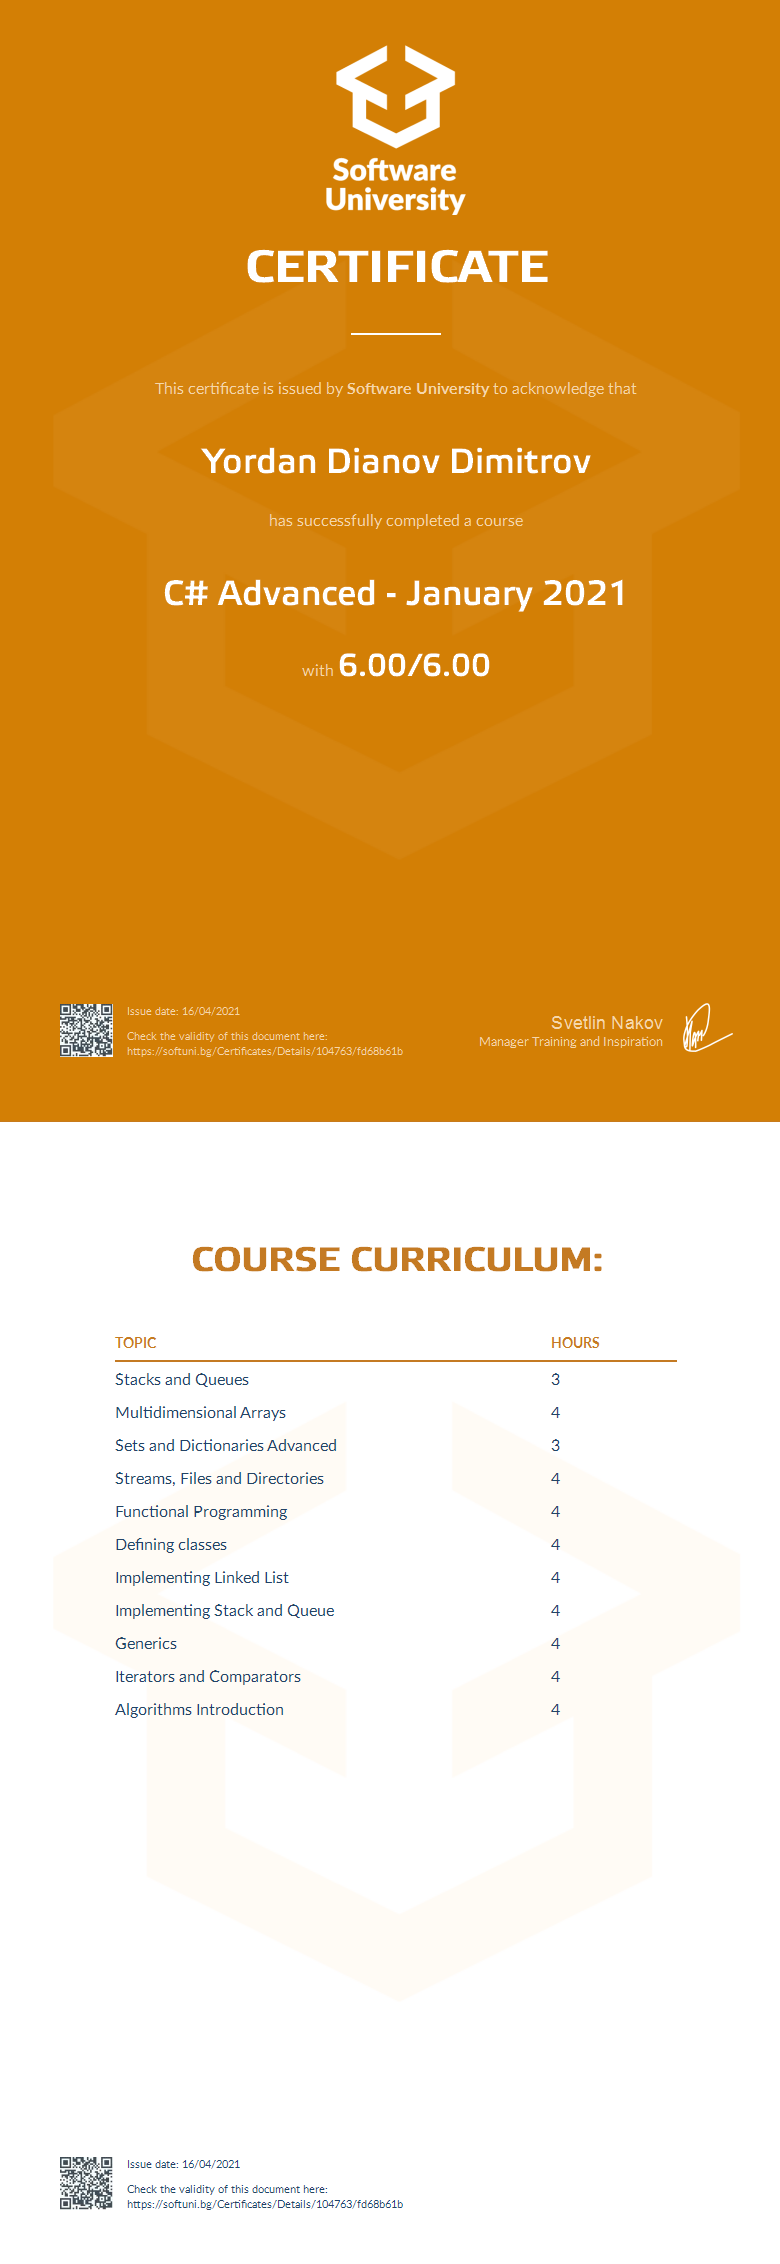 Software
University
CERTIFICATE
This certificate is issued by Software University to acknowledge that
Yordan Dianov Dimitrov
has successfully completed a course
C# Advanced - January 2021
with 6.00/6.00
Issue date: 16/04/2021
Check the validity of this document here:
https://softuni.bg/Certificates/Details/104763/fd68b61b
Svetlin Nakov
Manager Training and Inspiration
COURSE CURRICULUM:
TOPIC HOURS
Stacks and Queues 3
Multidimensional Arrays 4
Sets and Dictionaries Advanced 3
Streams, Files and Directories 4
Functional Programming 4
Defining classes 4
Implementing Linked List 4
Implementing Stack and Queue 4
Generics 4
Iterators and Comparators 4
Algorithms Introduction 4
Issue date: 16/04/2021
Check the validity of this document here:
https://softuni.bg/Certificates/Details/104763/fd68b61b